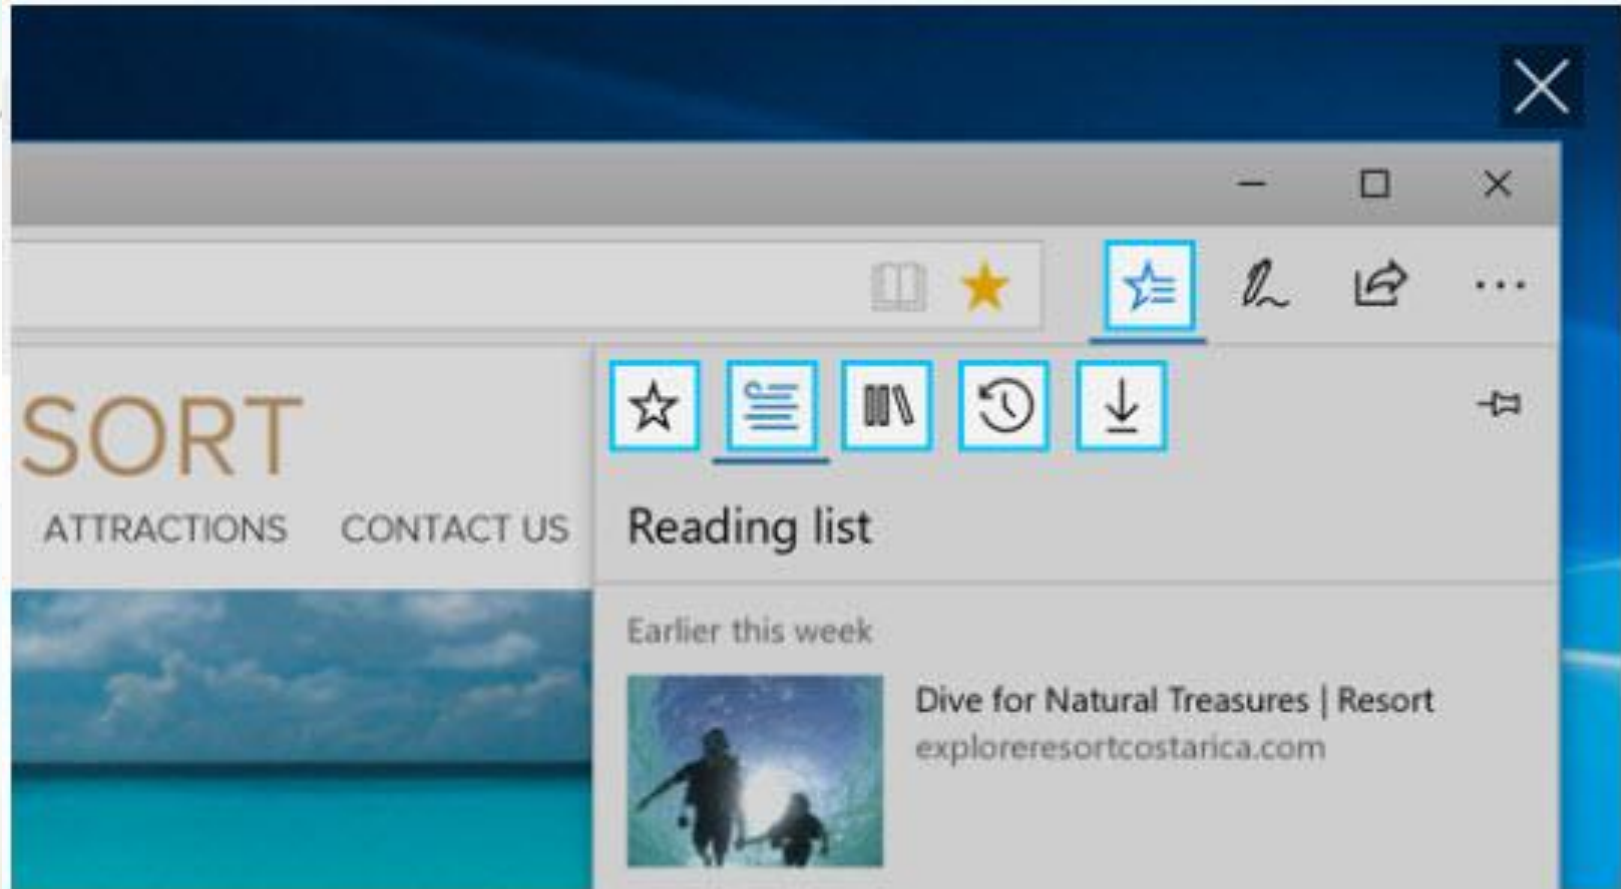 SORT
ATTRACTIONS CONTACT US
Reading list
Earlier this week
Dive for Natural Treasures | Resort
exploreresortcostarica.com